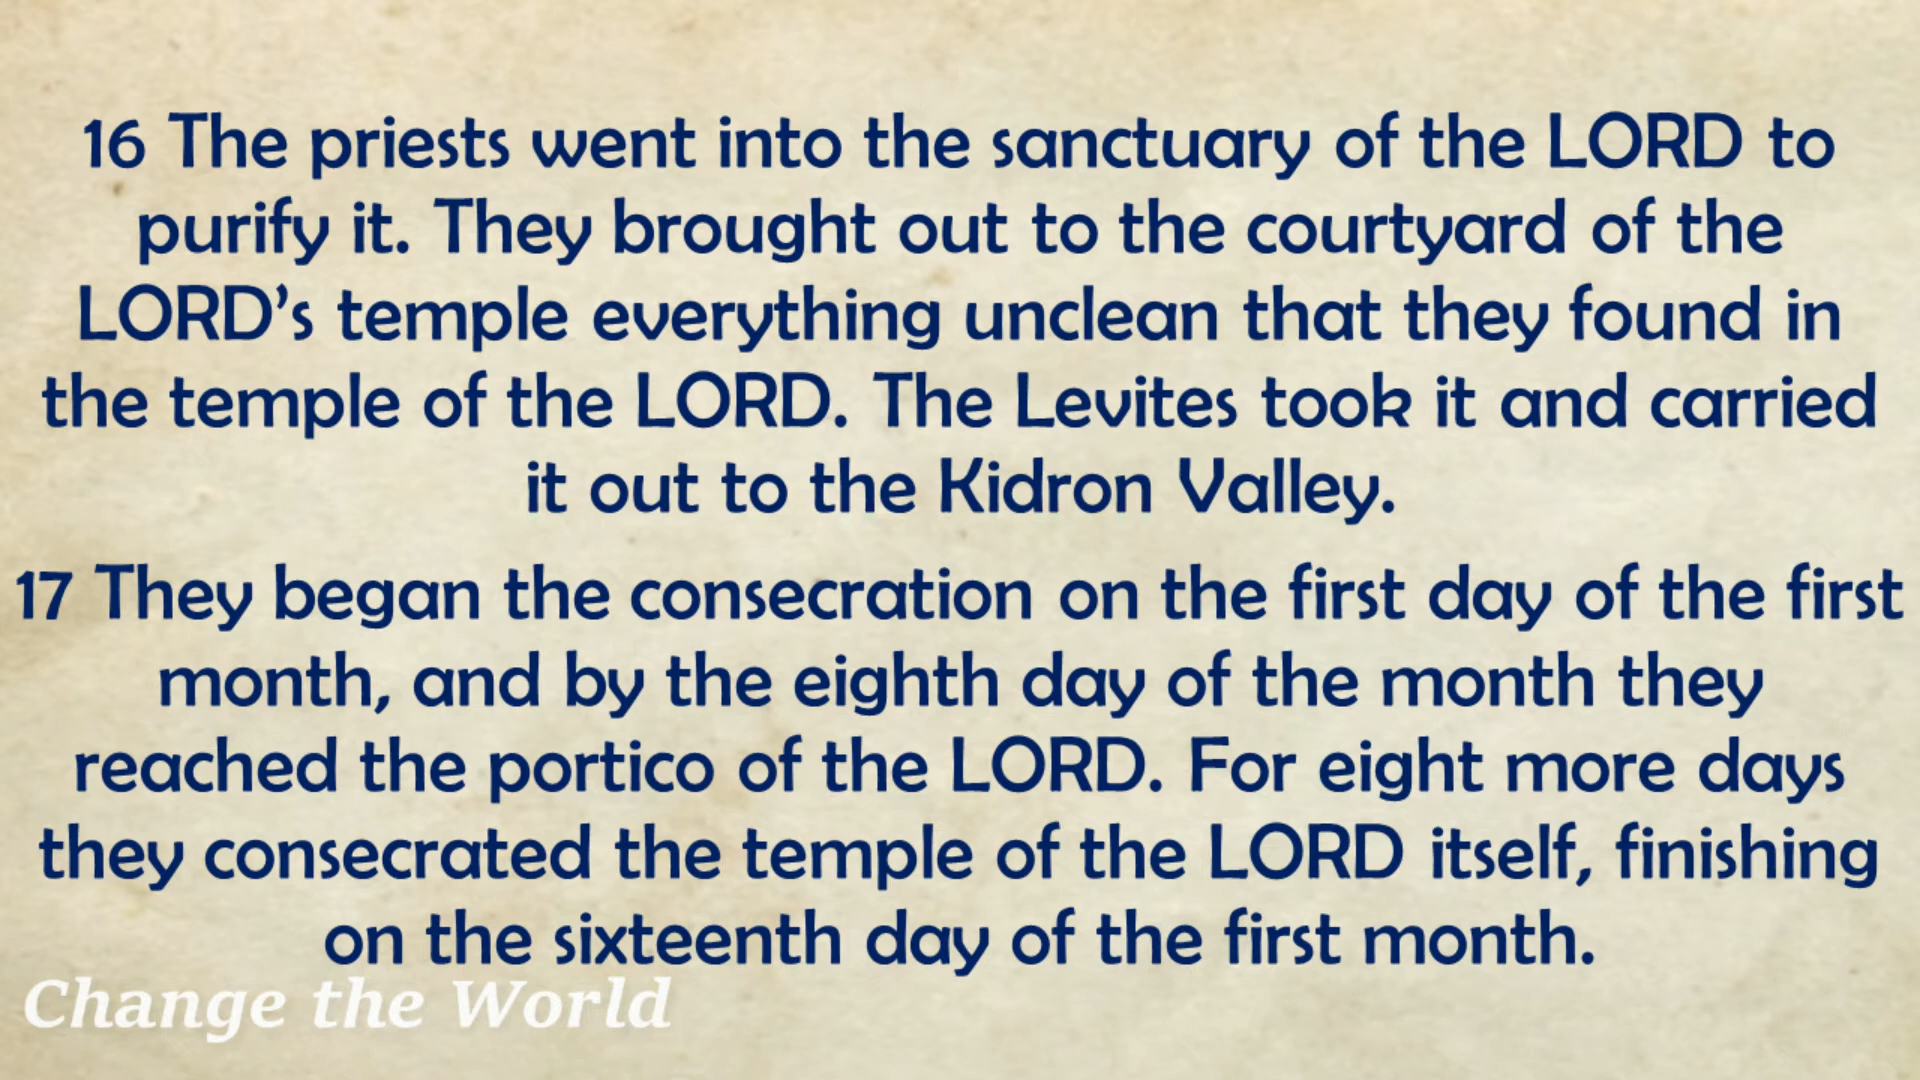 16 The priests went into the sanctuary of the LORD to
purify it. They brought out to the courtyard of the
LORD’s temple everything unclean that they found in
the temple of the LORD. The Levites took it and carried
it out to the Kidron Valley.
17 They began the consecration on the first day of the first
month, and by the eighth day of the month they
reached the portico of the LORD. For eight more days
they consecrated the temple of the LORD itself, finishing
on the sixteenth day of the first month.
Change the World